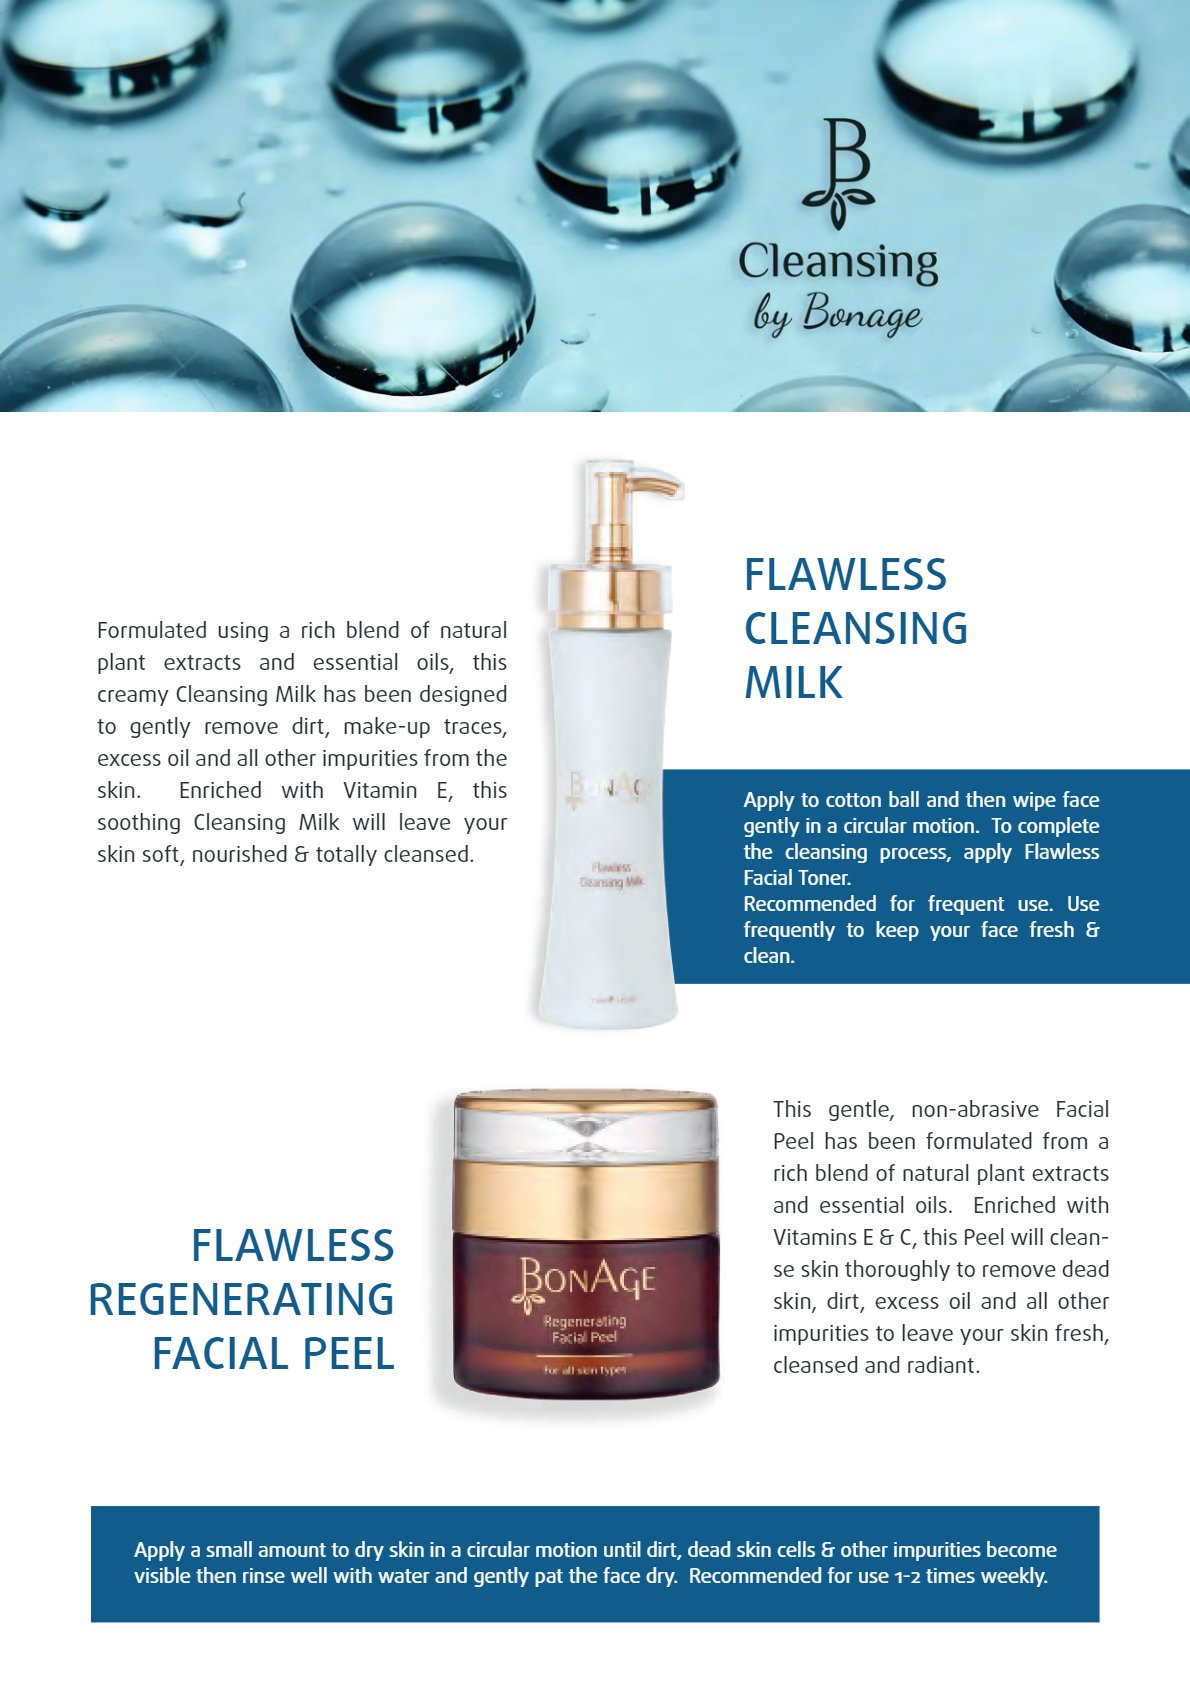 B
Cleansing
by Bonage
Formulated using a rich blend of natural
plant extracts and essential oils, this
creamy Cleansing Milk has been designed
to gently remove dirt, make-up traces,
excess oil and all other impurities from the
skin. Enriched with Vitamin E, this
soothing Cleansing Milk will leave your
skin soft, nourished & totally cleansed.
BONAGE
Flawless
Cleansing Milk
FLAWLESS
CLEANSING
MILK
Apply to cotton ball and then wipe face
gently in a circular motion. To complete
the cleansing process, apply Flawless
Facial Toner.
Recommended for frequent use. Use
frequently to keep your face fresh &
clean.
FLAWLESS
REGENERATING
FACIAL PEEL
BONAGE
Regenerating
Facial Peel
For all skin types
This gentle, non-abrasive Facial
Peel has been formulated from a
rich blend of natural plant extracts
and essential oils. Enriched with
Vitamins E & C, this Peel will clean-
se skin thoroughly to remove dead
skin, dirt, excess oil and all other
impurities to leave your skin fresh,
cleansed and radiant.
Apply a small amount to dry skin in a circular motion until dirt, dead skin cells & other impurities become
visible then rinse well with water and gently pat the face dry. Recommended for use 1-2 times weekly.